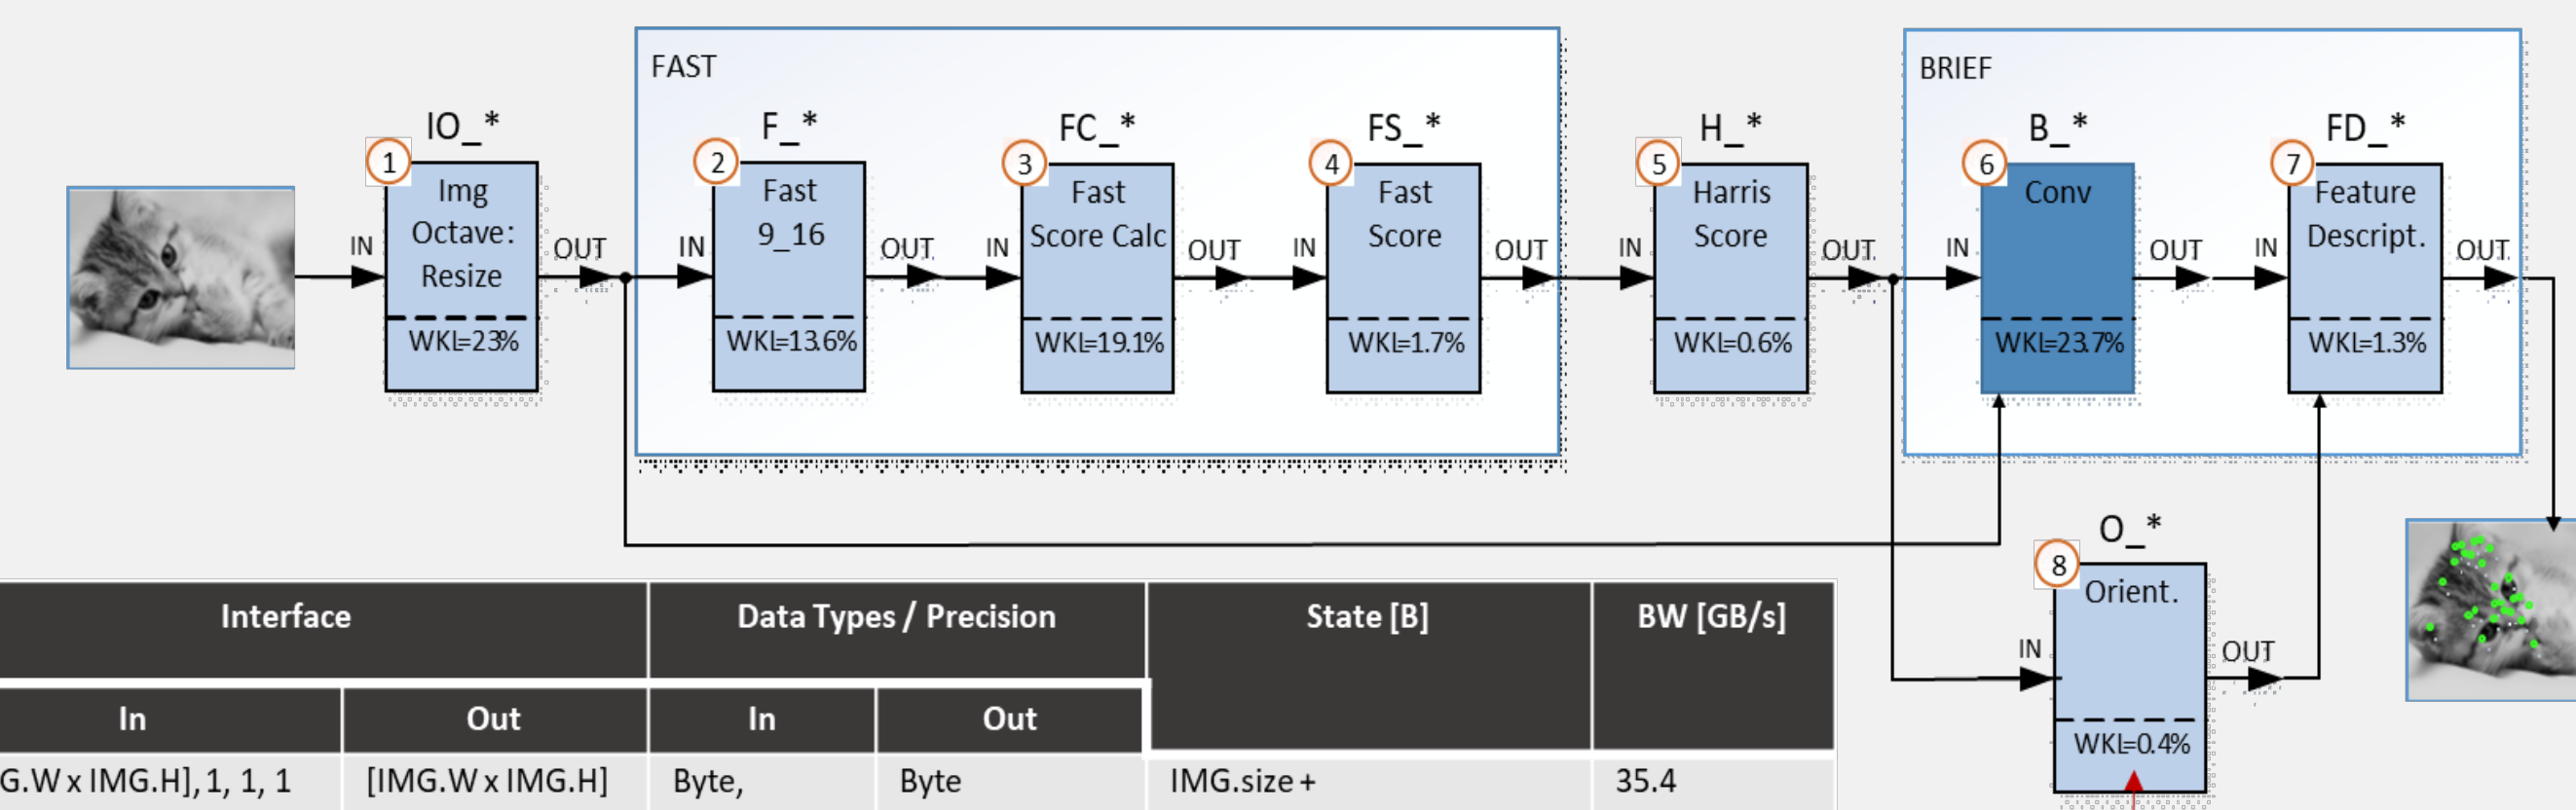 FAST
BRIEF
IO_*
F_*
FC_*
FS_*
H_*
B_*
FD_*
1
Img
Octave:
Resize
WKL=23%
IN
OUT
2
Fast
9_16
WKL=13.6%
IN
OUT
3
Fast
Score Calc
WKL=19.1%
IN
OUT
4
Fast
Score
WKL=1.7%
IN
OUT
5
Harris
Score
WKL=0.6%
IN
OUT
6
Conv
WKL=23.7%
IN
OUT
7
Feature
Descript.
WKL=1.3%
IN
OUT
O_*
8
Orient.
WKL=0.4%
IN
OUT
Interface Data Types / Precision State [B] BW [GB/s]
In Out In Out
G.W x IMG.H], 1, 1, 1 [IMG.W x IMG.H] Byte, Byte IMG.size + 35.4